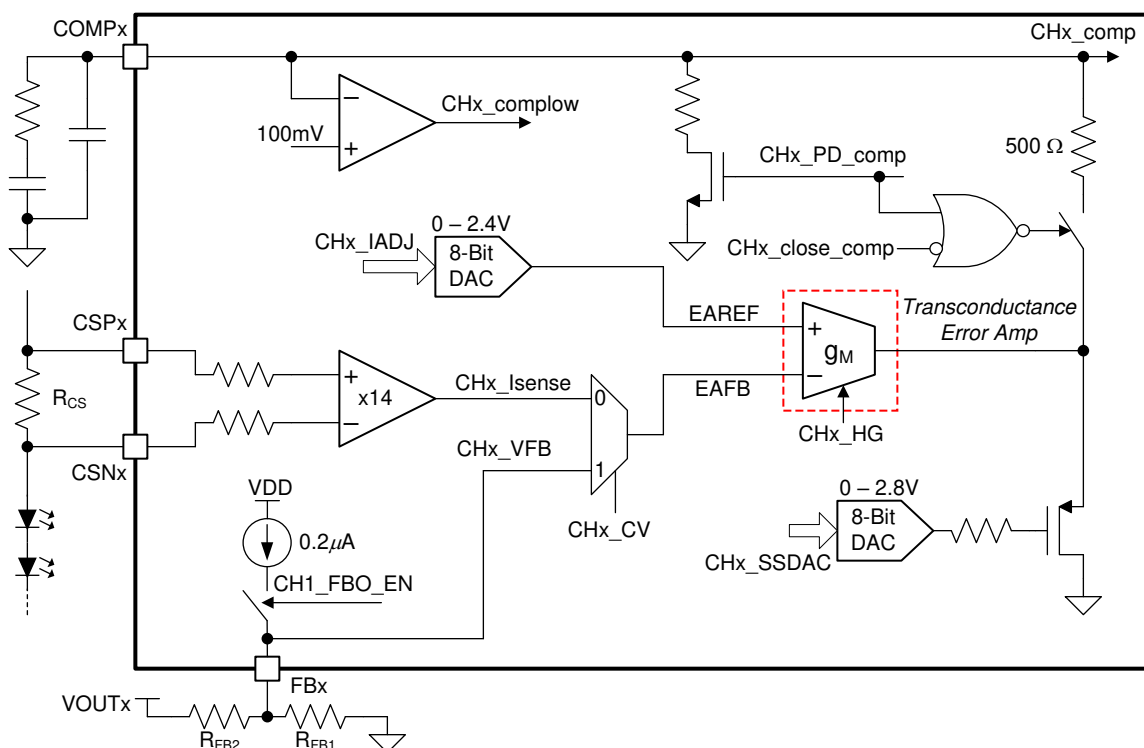 COMPx
CHx_comp
CHx_complow
100mV
−
+
500 Ω
CHx_PD_comp
CHx_close_comp
0 – 2.4V
CHx_IADJ
8-Bit
DAC
EAREF
Transconductance
Error Amp
+
gM
−
EAFB
CHx_HG
CSPx
RCS
CSNx
+
x14
−
CHx_Isense
0
CHx_VFB
1
CHx_CV
VDD
0.2µA
CH1_FBO_EN
0 – 2.8V
8-Bit
DAC
CHx_SSDAC
FBx
VOUTx
RFB2
RFB1